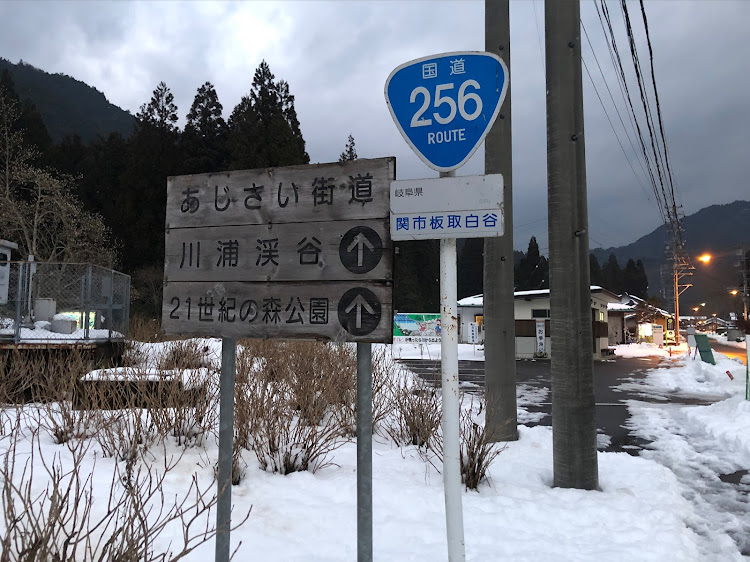 あじさい街道
川浦渓谷 ↑
21世紀の森公園 ↑
国道
256
ROUTE
岐阜県
関市板取白谷